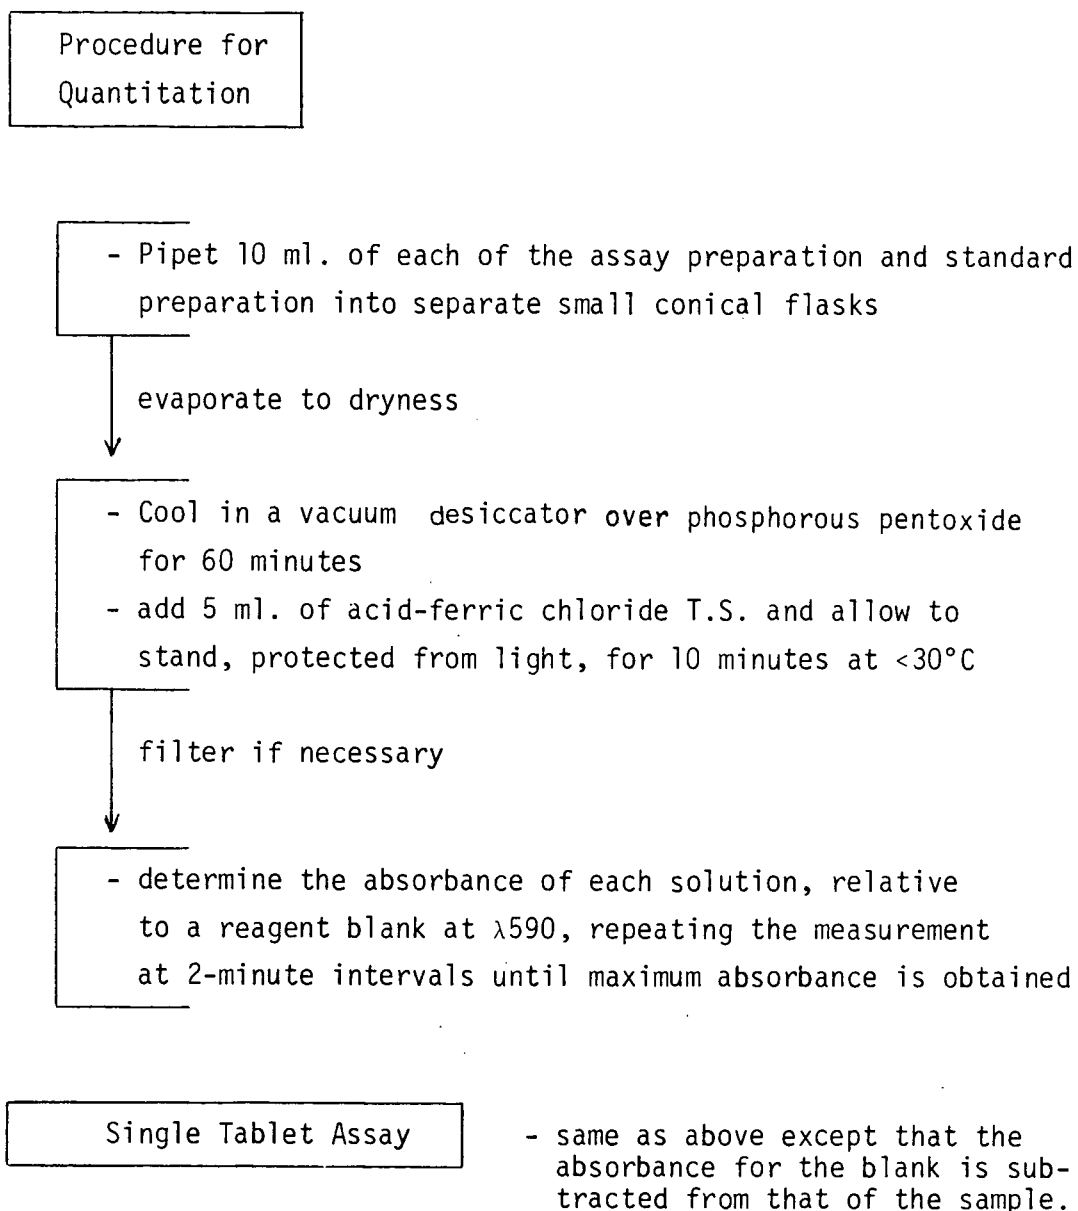 Procedure for
Quantitation
- Pipet 10 ml. of each of the assay preparation and standard
preparation into separate small conical flasks
evaporate to dryness
- Cool in a vacuum desiccator over phosphorous pentoxide
for 60 minutes
- add 5 ml. of acid-ferric chloride T.S. and allow to
stand, protected from light, for 10 minutes at <30°C
filter if necessary
- determine the absorbance of each solution, relative
to a reagent blank at λ590, repeating the measurement
at 2-minute intervals until maximum absorbance is obtained
Single Tablet Assay
- same as above except that the
absorbance for the blank is sub-
tracted from that of the sample.